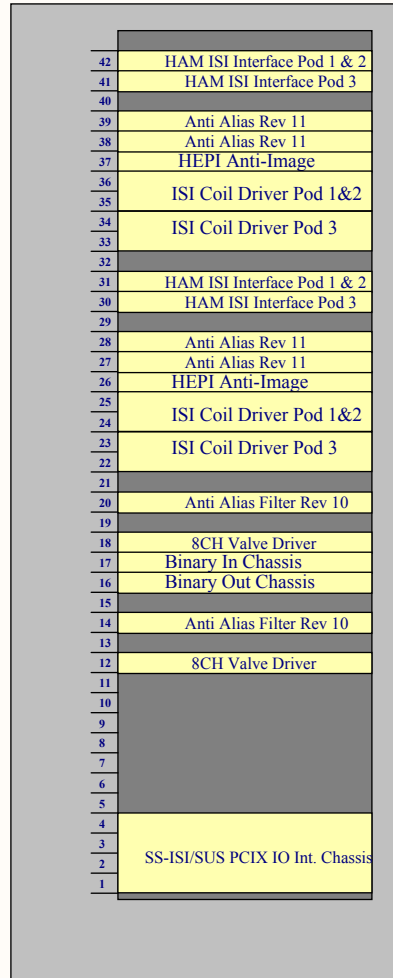 42 HAM ISI Interface Pod 1 & 2
41 HAM ISI Interface Pod 3
40
39 Anti Alias Rev 11
38 Anti Alias Rev 11
37 HEPI Anti-Image
36
ISI Coil Driver Pod 1&2
35
34
ISI Coil Driver Pod 3
33
32
31 HAM ISI Interface Pod 1 & 2
30 HAM ISI Interface Pod 3
29
28 Anti Alias Rev 11
27 Anti Alias Rev 11
26 HEPI Anti-Image
25
ISI Coil Driver Pod 1&2
24
23
ISI Coil Driver Pod 3
22
21
20 Anti Alias Filter Rev 10
19
18 8CH Valve Driver
17 Binary In Chassis
16 Binary Out Chassis
15
14 Anti Alias Filter Rev 10
13
12 8CH Valve Driver
11
10
9
8
7
6
5
4
3
SS-ISI/SUS PCIX IO Int. Chassis
2
1